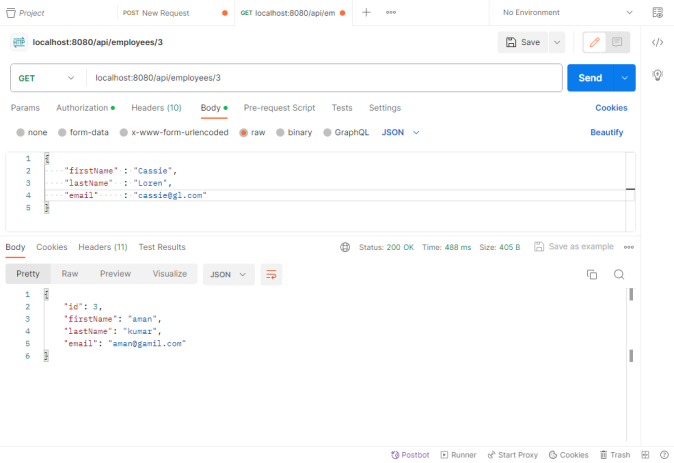 Project
POST New Request
GET localhost:8080/api/em
No Environment
HTTP localhost:8080/api/employees/3
Save
GET localhost:8080/api/employees/3
Send
Params Authorization Headers (10) Body Pre-request Script Tests Settings Cookies
none form-data x-www-form-urlencoded raw binary GraphQL JSON Beautify
1 {
2 "firstName" : "Cassie",
3 "lastName" : "Loren",
4 "email" : "cassie@gl.com"
5 }
Body Cookies Headers (11) Test Results Status: 200 OK Time: 488 ms Size: 405 B Save as example
Pretty Raw Preview Visualize JSON
1 {
2 "id": 3,
3 "firstName": "aman",
4 "lastName": "kumar",
5 "email": "aman@gamil.com"
6 }
Postbot Runner Start Proxy Cookies Trash